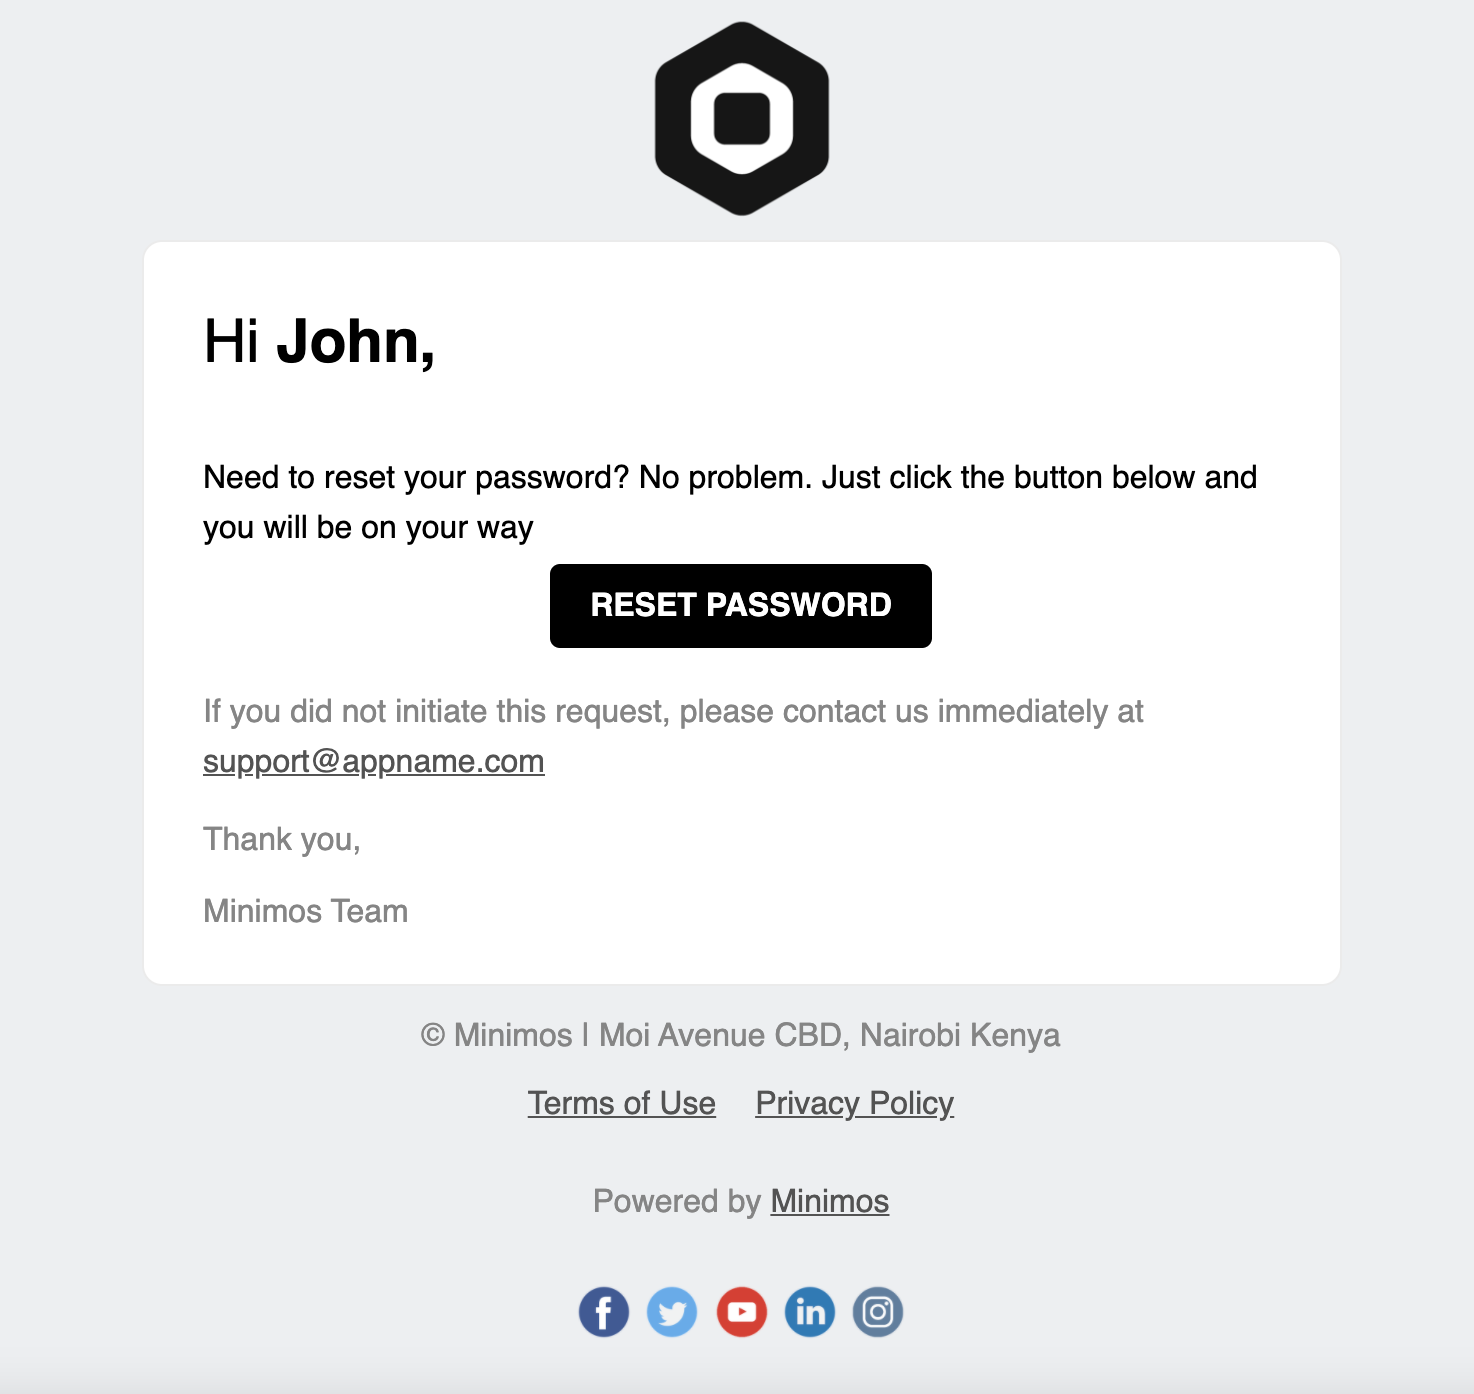 Hi John,
Need to reset your password? No problem. Just click the button below and
you will be on your way
RESET PASSWORD
If you did not initiate this request, please contact us immediately at
support@appname.com
Thank you,
Minimos Team
© Minimos | Moi Avenue CBD, Nairobi Kenya
Terms of Use Privacy Policy
Powered by Minimos
f in